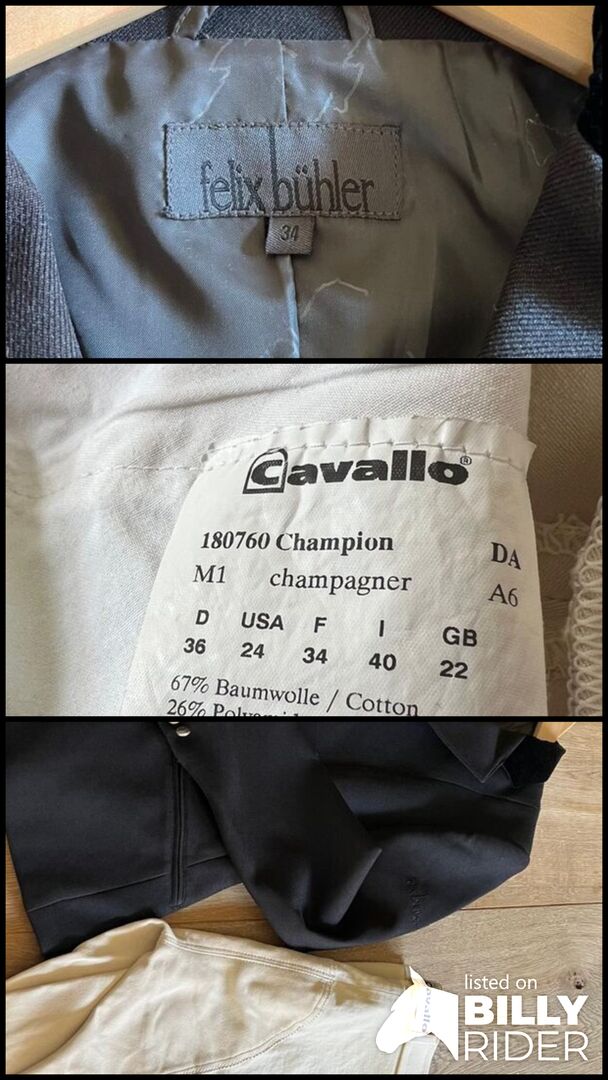 felix bühler
34
Cavallo®
180760 Champion DA
M1 champagner A6
D USA F I GB
36 24 34 40 22
67% Baumwolle / Cotton
26%
listed on
BILLY
RIDER